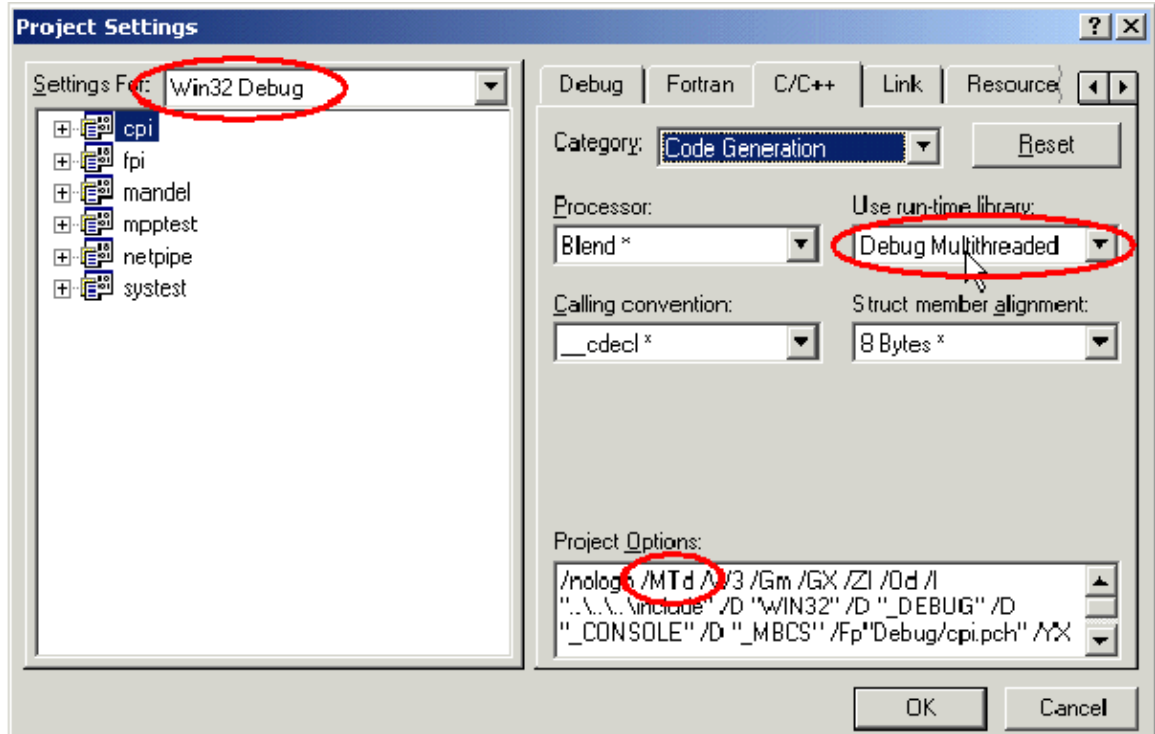 Project Settings
Settings For: Win32 Debug
cpi
fpi
mandel
mpptest
netpipe
systest
Debug Fortran C/C++ Link Resource
Category: Code Generation Reset
Processor: Use run-time library:
Blend * Debug Multithreaded
Calling convention: Struct member alignment:
__cdecl * 8 Bytes *
Project Options:
/nologo /MTd /W3 /Gm /GX /ZI /Od /I
"..\..\..\include" /D "WIN32" /D "_DEBUG" /D
"_CONSOLE" /D "_MBCS" /Fp"Debug/cpi.pch" /YX
OK Cancel